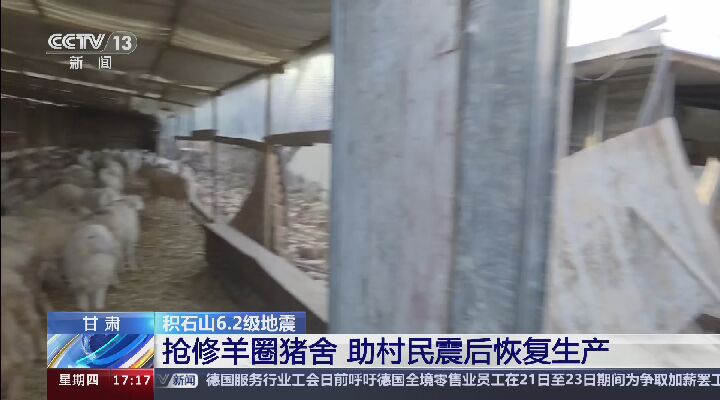 CCTV 13
新闻
甘肃
积石山6.2级地震
抢修羊圈猪舍 助村民震后恢复生产
星期四 17:17 新闻 德国服务行业工会日前呼吁德国全境零售业员工在21日至23日期间为争取加薪罢工